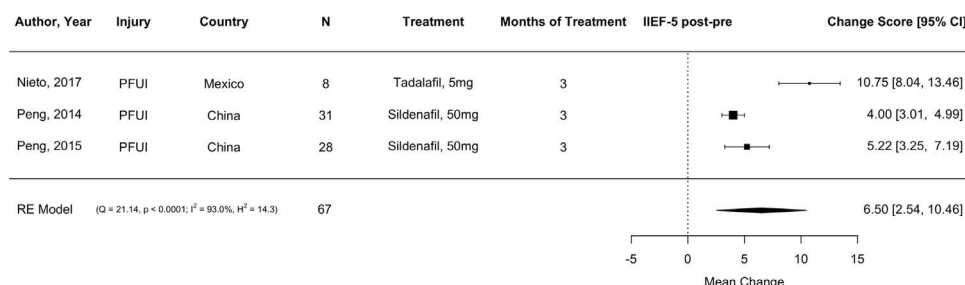 Author, Year Injury Country N Treatment Months of Treatment IIEF-5 post-pre Change Score [95% CI]
Nieto, 2017 PFUI Mexico 8 Tadalafil, 5mg 3 10.75 [8.04, 13.46]
Peng, 2014 PFUI China 31 Sildenafil, 50mg 3 4.00 [3.01, 4.99]
Peng, 2015 PFUI China 28 Sildenafil, 50mg 3 5.22 [3.25, 7.19]
RE Model (Q = 21.14, p < 0.0001; I² = 93.0%, H² = 14.3) 67 6.50 [2.54, 10.46]
-5 0 5 10 15
Mean Change